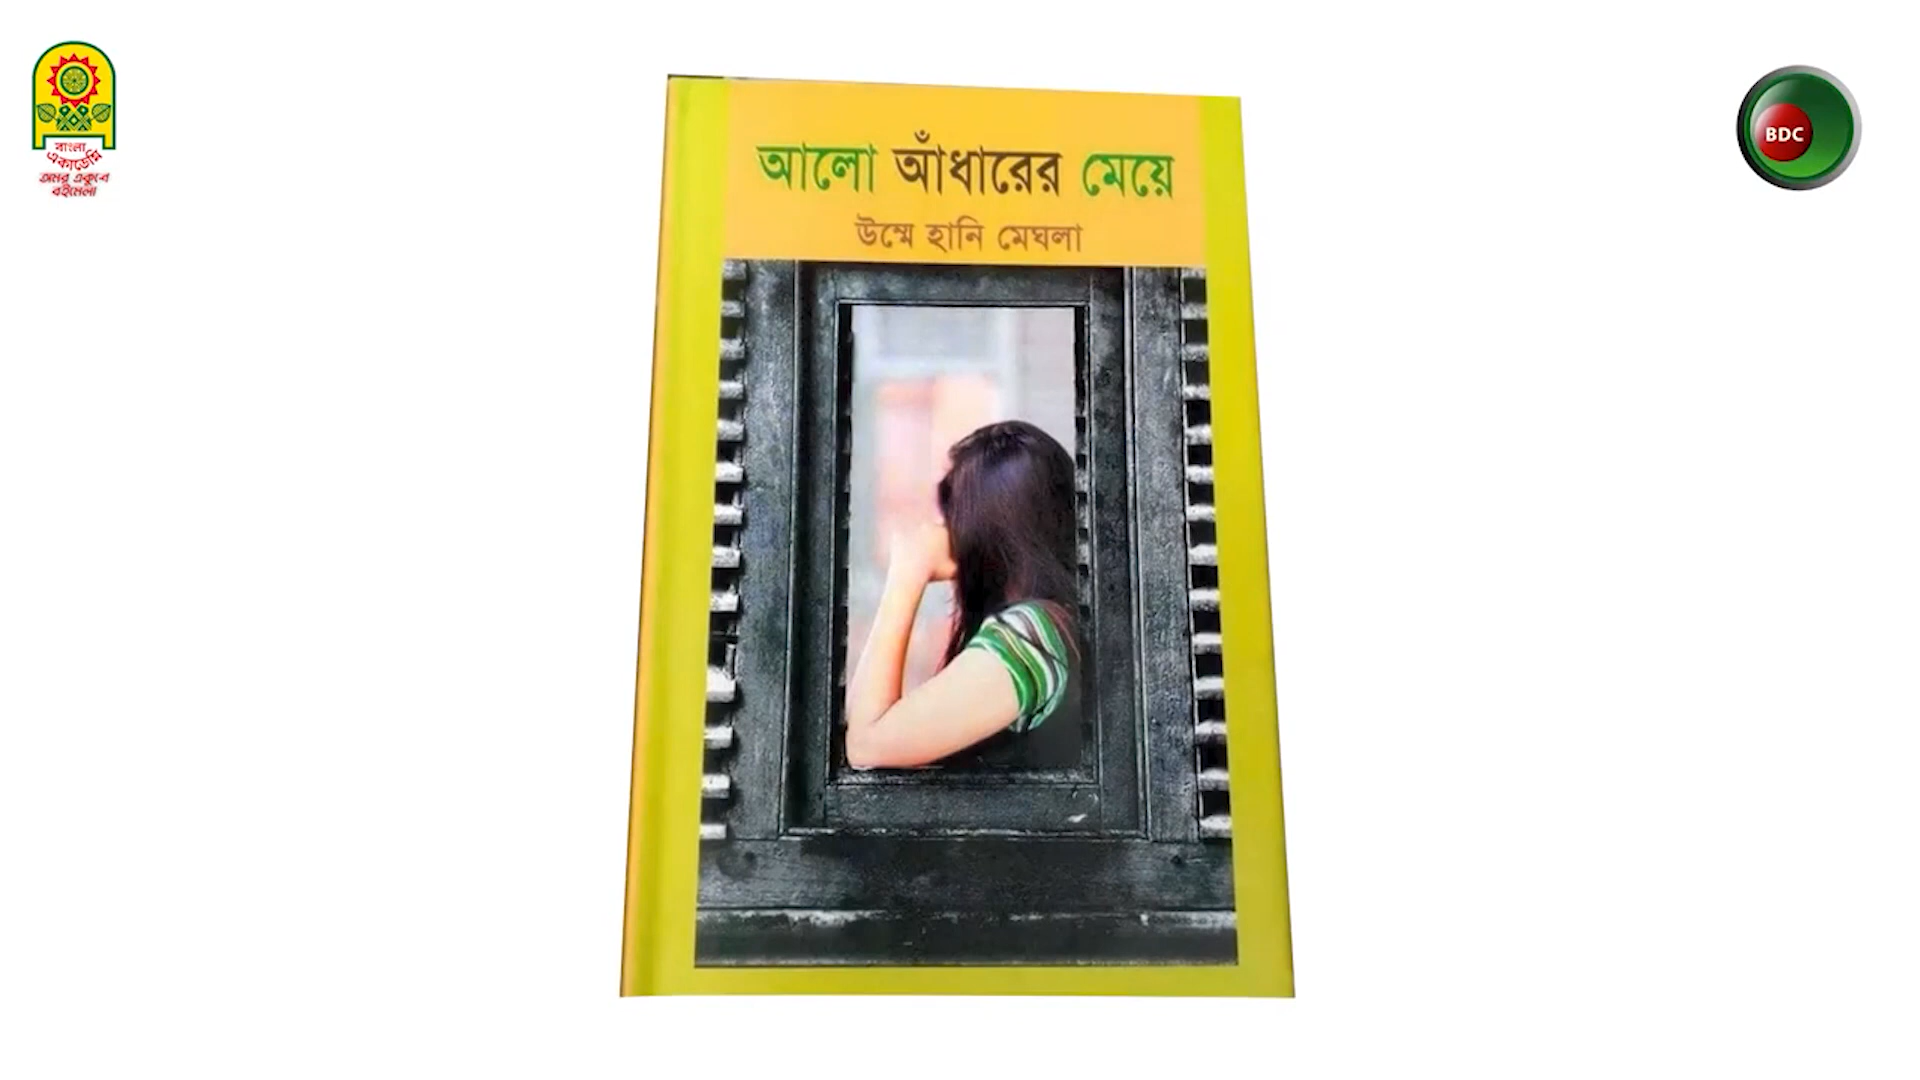 বাংলা
একাডেমি
অমর একুশে
বইমেলা
BDC
আলো আঁধারের মেয়ে
উম্মে হানি মেঘলা